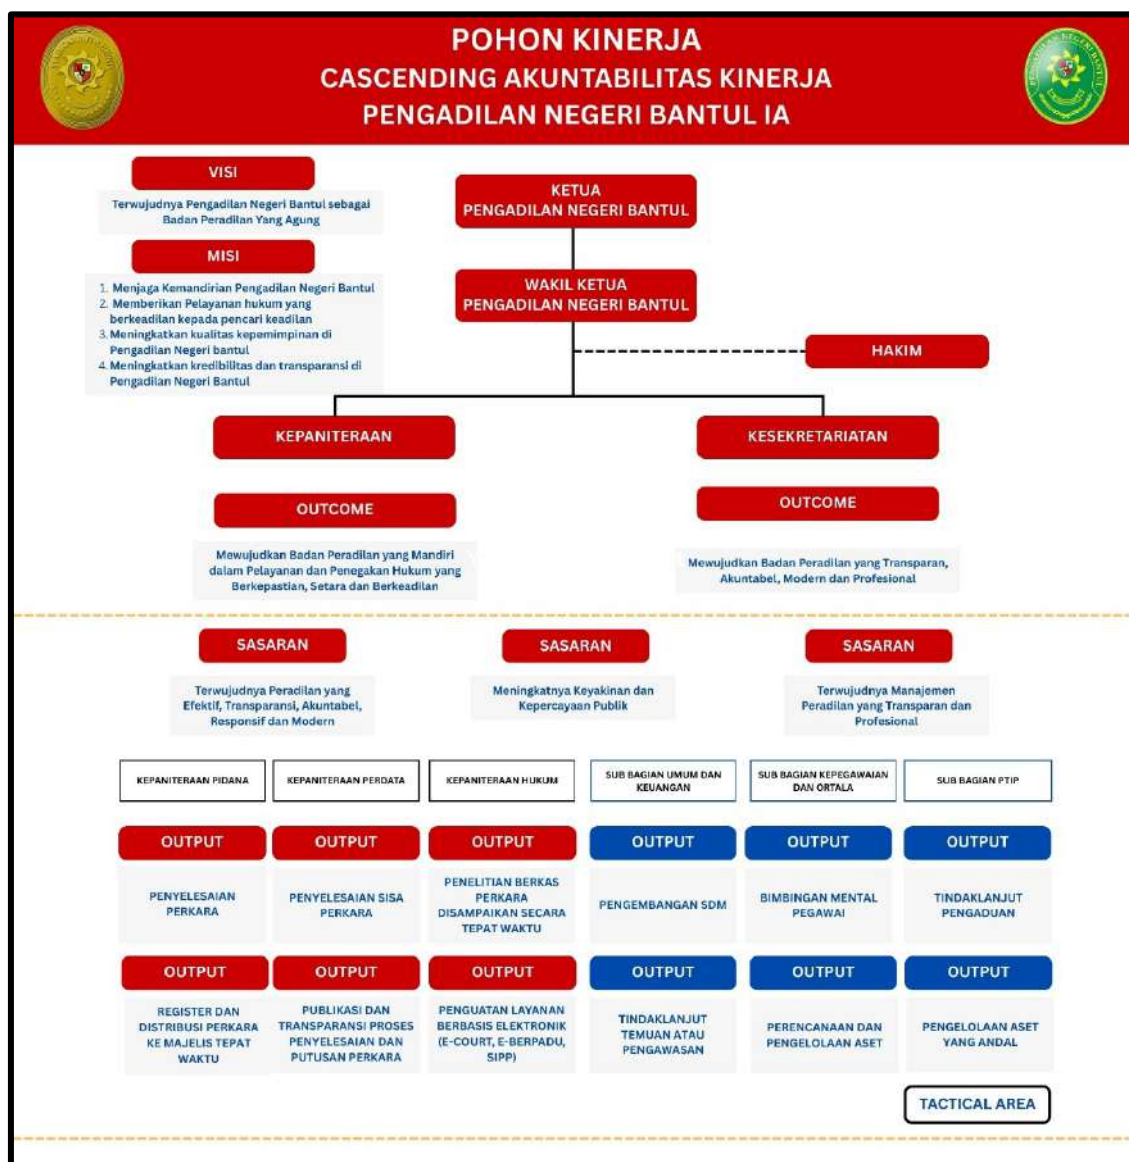 POHON KINERJA
CASCENDING AKUNTABILITAS KINERJA
PENGADILAN NEGERI BANTUL IA
VISI
Terwujudnya Pengadilan Negeri Bantul sebagai
Badan Peradilan Yang Agung
MISI
1. Menjaga Kemandirian Pengadilan Negeri Bantul
2. Memberikan Pelayanan hukum yang
berkeadilan kepada pencari keadilan
3. Meningkatkan kualitas kepemimpinan di
Pengadilan Negeri bantul
4. Meningkatkan kredibilitas dan transparansi di
Pengadilan Negeri Bantul
KETUA
PENGADILAN NEGERI BANTUL
WAKIL KETUA
PENGADILAN NEGERI BANTUL
HAKIM
KEPANITERAAN
KESEKRETARIATAN
OUTCOME
Mewujudkan Badan Peradilan yang Mandiri
dalam Pelayanan dan Penegakan Hukum yang
Berkepastian, Setara dan Berkeadilan
OUTCOME
Mewujudkan Badan Peradilan yang Transparan,
Akuntabel, Modern dan Profesional
SASARAN
Terwujudnya Peradilan yang
Efektif, Transparansi, Akuntabel,
Responsif dan Modern
SASARAN
Meningkatnya Keyakinan dan
Kepercayaan Publik
SASARAN
Terwujudnya Manajemen
Peradilan yang Transparan dan
Profesional
KEPANITERAAN PIDANA
KEPANITERAAN PERDATA
KEPANITERAAN HUKUM
SUB BAGIAN UMUM DAN
KEUANGAN
SUB BAGIAN KEPEGAWAIAN
DAN ORTALA
SUB BAGIAN PTIP
OUTPUT
PENYELESAIAN
PERKARA
OUTPUT
PENYELESAIAN SISA
PERKARA
OUTPUT
PENELITIAN BERKAS
PERKARA
DISAMPAIKAN SECARA
TEPAT WAKTU
OUTPUT
PENGEMBANGAN SDM
OUTPUT
BIMBINGAN MENTAL
PEGAWAI
OUTPUT
TINDAKLANJUT
PENGADUAN
OUTPUT
REGISTER DAN
DISTRIBUSI PERKARA
KE MAJELIS TEPAT
WAKTU
OUTPUT
PUBLIKASI DAN
TRANSPARANSI PROSES
PENYELESAIAN DAN
PUTUSAN PERKARA
OUTPUT
PENGUATAN LAYANAN
BERBASIS ELEKTRONIK
(E-COURT, E-BERPADU,
SIPP)
OUTPUT
TINDAKLANJUT
TEMUAN ATAU
PENGAWASAN
OUTPUT
PERENCANAAN DAN
PENGELOLAAN ASET
OUTPUT
PENGELOLAAN ASET
YANG ANDAL
TACTICAL AREA